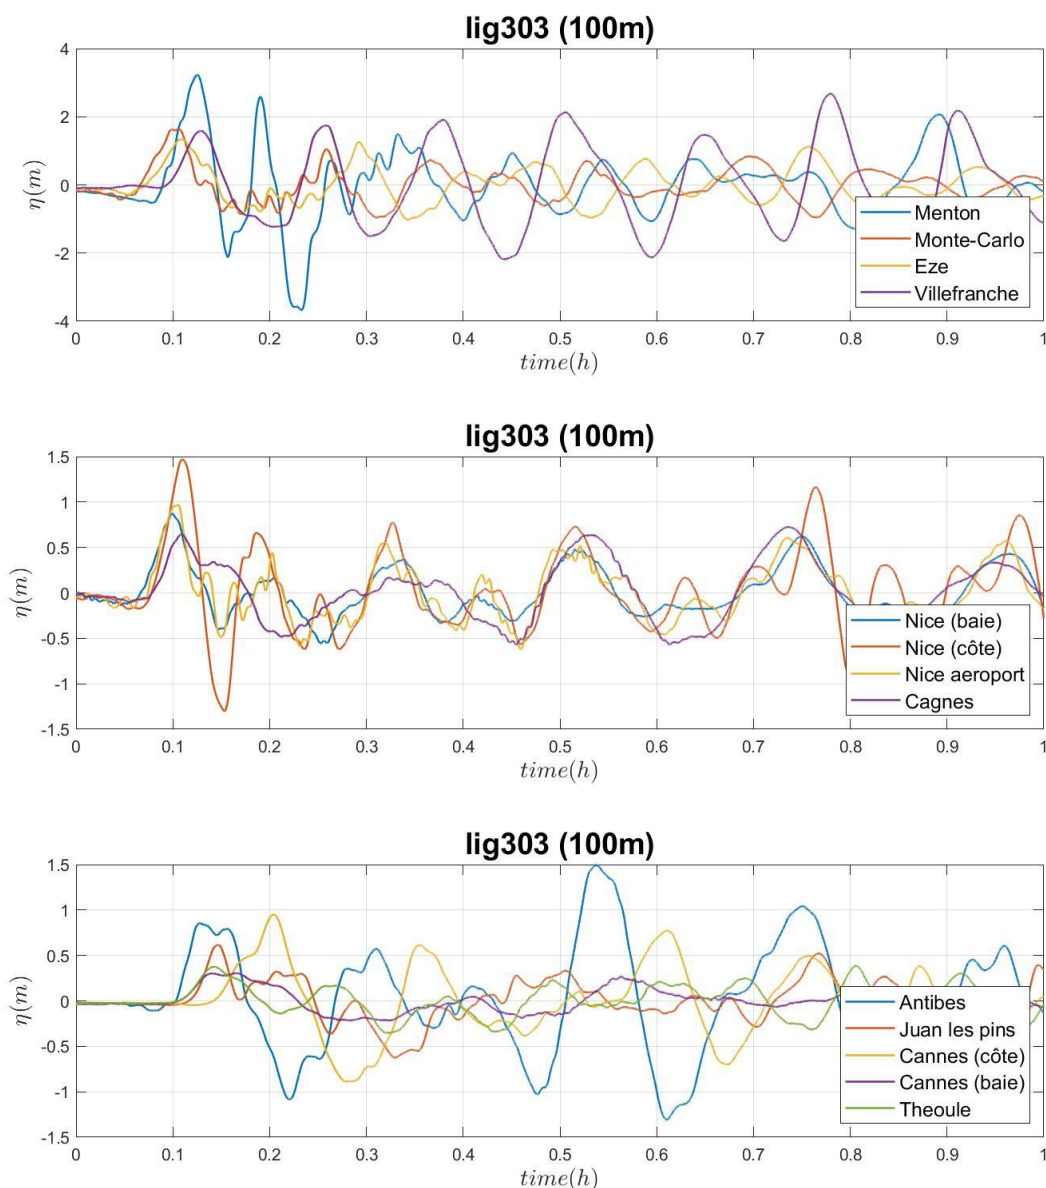 lig303 (100m)
4
2
0
-2
-4
η(m)
0 0.1 0.2 0.3 0.4 0.5 0.6 0.7 0.8 0.9 1
time(h)
Menton
Monte-Carlo
Eze
Villefranche
lig303 (100m)
1.5
1
0.5
0
-0.5
-1
-1.5
η(m)
0 0.1 0.2 0.3 0.4 0.5 0.6 0.7 0.8 0.9 1
time(h)
Nice (baie)
Nice (côte)
Nice aeroport
Cagnes
lig303 (100m)
1.5
1
0.5
0
-0.5
-1
-1.5
η(m)
0 0.1 0.2 0.3 0.4 0.5 0.6 0.7 0.8 0.9 1
time(h)
Antibes
Juan les pins
Cannes (côte)
Cannes (baie)
Theoule